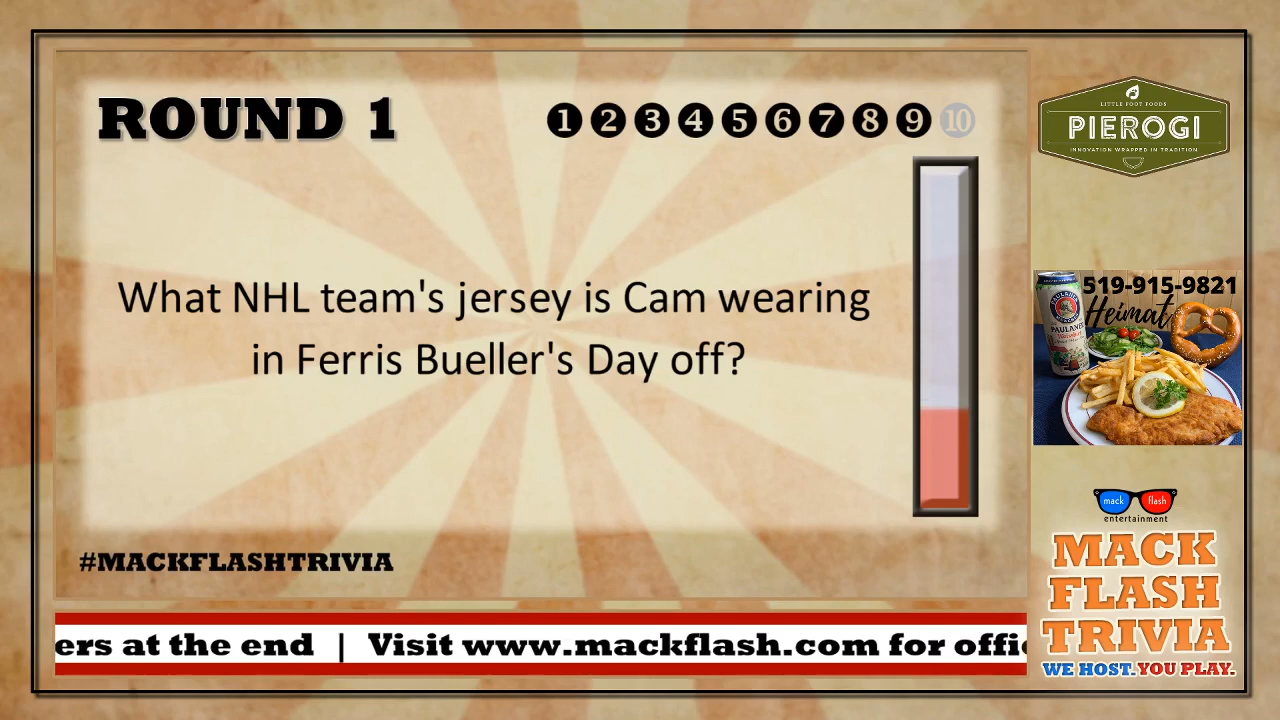 ROUND 1
1 2 3 4 5 6 7 8 9 10
What NHL team's jersey is Cam wearing
in Ferris Bueller's Day off?
#MACKFLASHTRIVIA
ers at the end | Visit www.mackflash.com for offic
LITTLE FOOT FOODS
PIEROGI
INNOVATION WRAPPED IN TRADITION
519-915-9821
Heimat
PAULANER
mack flash
entertainment
MACK
FLASH
TRIVIA
WE HOST. YOU PLAY.